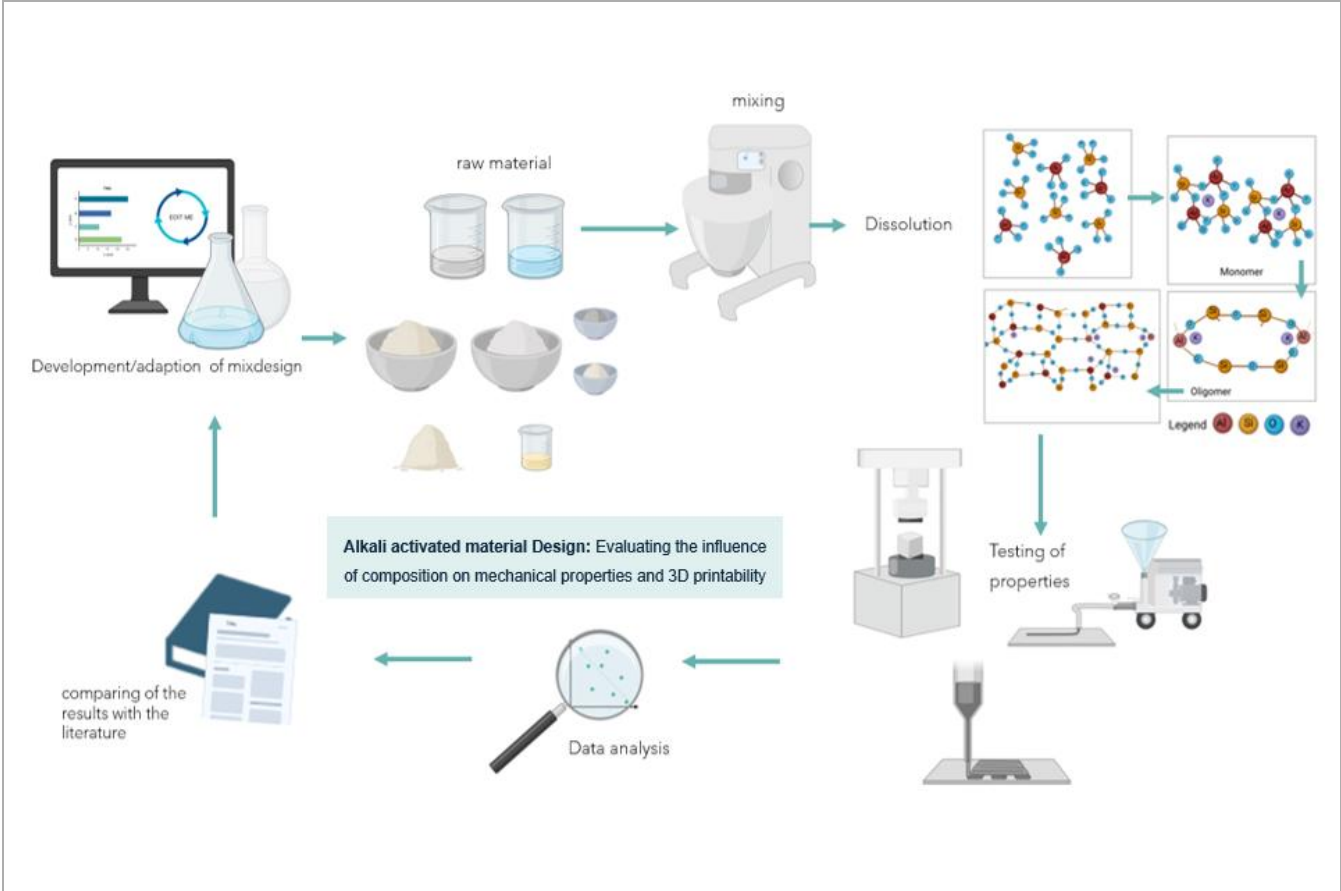 mixing
raw material
EDIT ME
Dissolution
Monomer
Development/adaption of mixdesign
Oligomer
Legend Al Si O K
Alkali activated material Design: Evaluating the influence
of composition on mechanical properties and 3D printability
Testing of
properties
comparing of the
results with the
literature
Data analysis